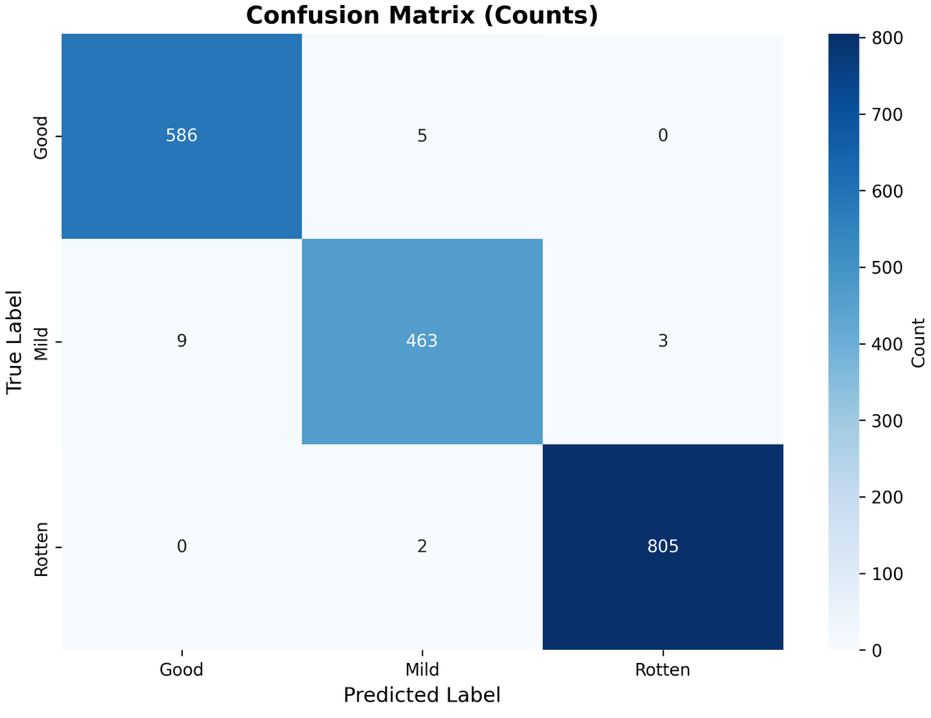 Confusion Matrix (Counts)
True Label
Good
586 5 0
Mild
9 463 3
Rotten
0 2 805
Good Mild Rotten
Predicted Label
800
700
600
500
400
300
200
100
0
Count